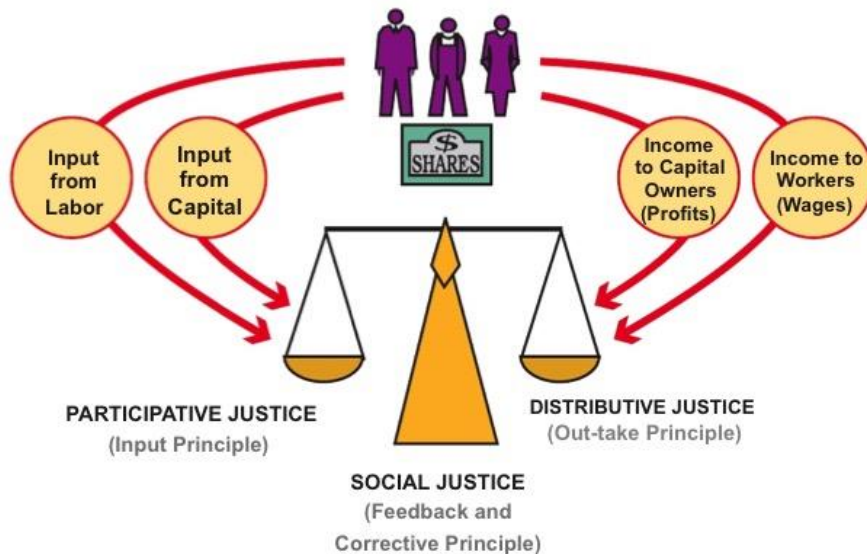 $
SHARES
Input
from
Labor
Input
from
Capital
Income
to Capital
Owners
(Profits)
Income to
Workers
(Wages)
PARTICIPATIVE JUSTICE
(Input Principle)
DISTRIBUTIVE JUSTICE
(Out-take Principle)
SOCIAL JUSTICE
(Feedback and
Corrective Principle)